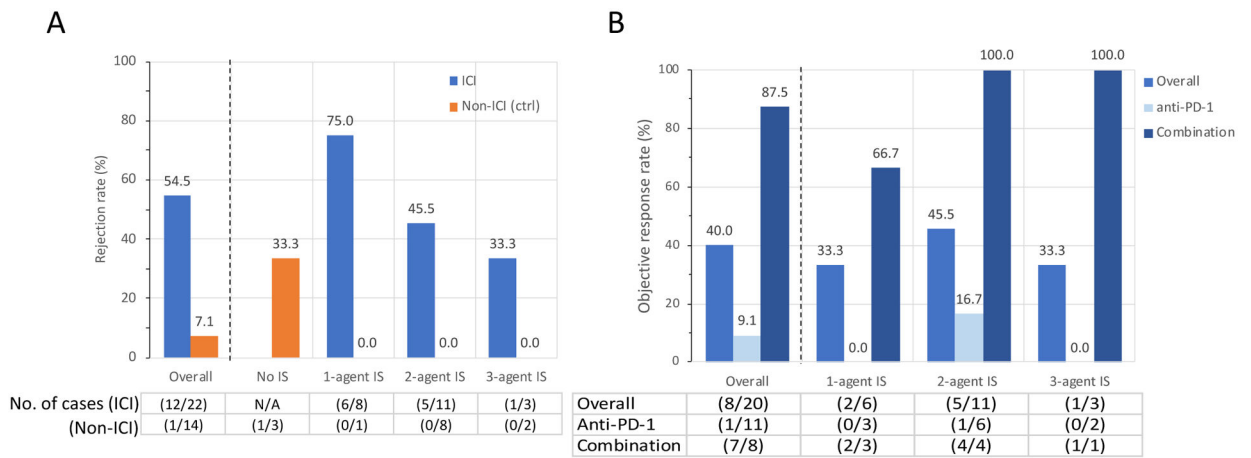 A
Rejection rate (%)
100
80
60
40
20
0
ICI
Non-ICI (ctrl)
54.5
7.1
33.3
75.0
0.0
45.5
0.0
33.3
0.0
Overall No IS 1-agent IS 2-agent IS 3-agent IS
No. of cases (ICI) (12/22) N/A (6/8) (5/11) (1/3)
(Non-ICI) (1/14) (1/3) (0/1) (0/8) (0/2)
B
Objective response rate (%)
100
80
60
40
20
0
Overall
anti-PD-1
Combination
40.0
9.1
87.5
33.3
0.0
66.7
45.5
16.7
100.0
33.3
0.0
100.0
Overall 1-agent IS 2-agent IS 3-agent IS
Overall (8/20) (2/6) (5/11) (1/3)
Anti-PD-1 (1/11) (0/3) (1/6) (0/2)
Combination (7/8) (2/3) (4/4) (1/1)